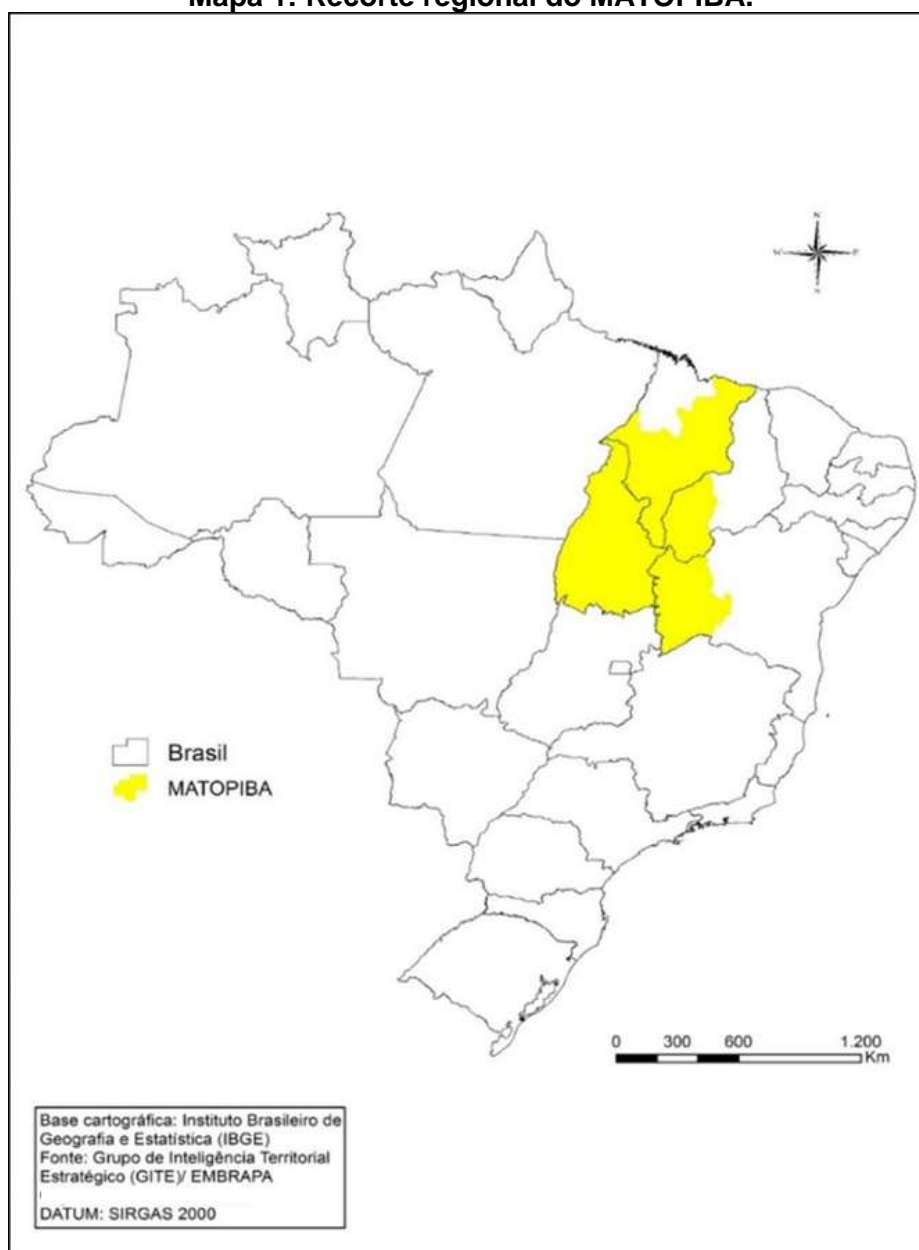 Mapa 1: Recorte regional do MATOPIBA.
N
S
Brasil
MATOPIBA
0 300 600 1.200
Km
Base cartográfica: Instituto Brasileiro de
Geografia e Estatística (IBGE)
Fonte: Grupo de Inteligência Territorial
Estratégico (GITE)/ EMBRAPA
DATUM: SIRGAS 2000